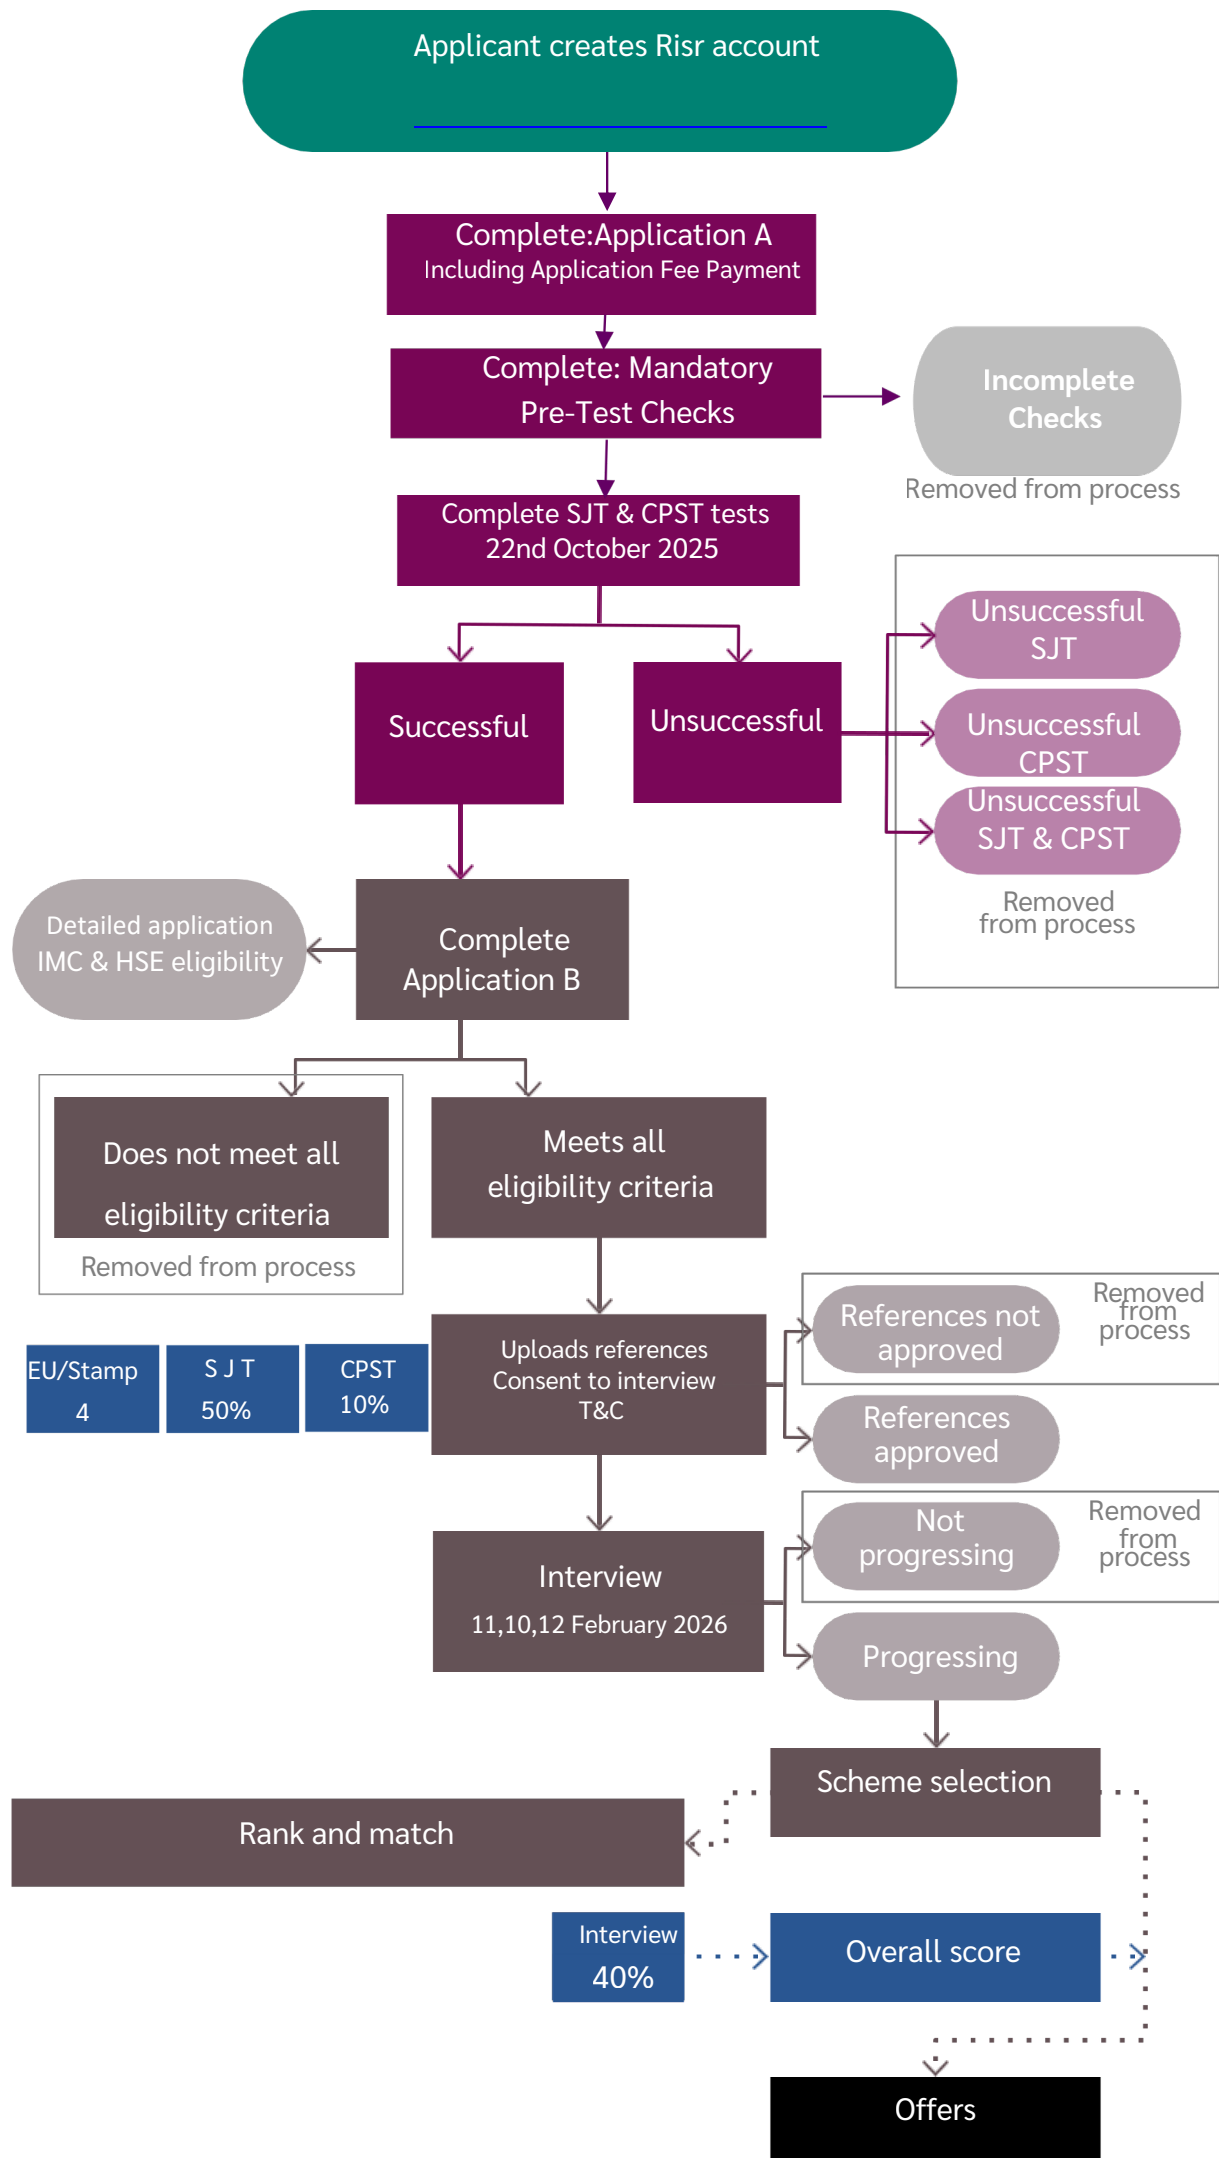 Applicant creates Risr account
Complete:Application A
Including Application Fee Payment
Complete: Mandatory
Pre-Test Checks
Incomplete
Checks
Removed from process
Complete SJT & CPST tests
22nd October 2025
Successful
Unsuccessful
Unsuccessful
SJT
Unsuccessful
CPST
Unsuccessful
SJT & CPST
Removed
from process
Detailed application
IMC & HSE eligibility
Complete
Application B
Does not meet all
eligibility criteria
Removed from process
Meets all
eligibility criteria
EU/Stamp
4
S J T
50%
CPST
10%
Uploads references
Consent to interview
T&C
References not
approved
Removed
from
process
References
approved
Interview
11,10,12 February 2026
Not
progressing
Removed
from
process
Progressing
Scheme selection
Rank and match
Interview
40%
Overall score
Offers